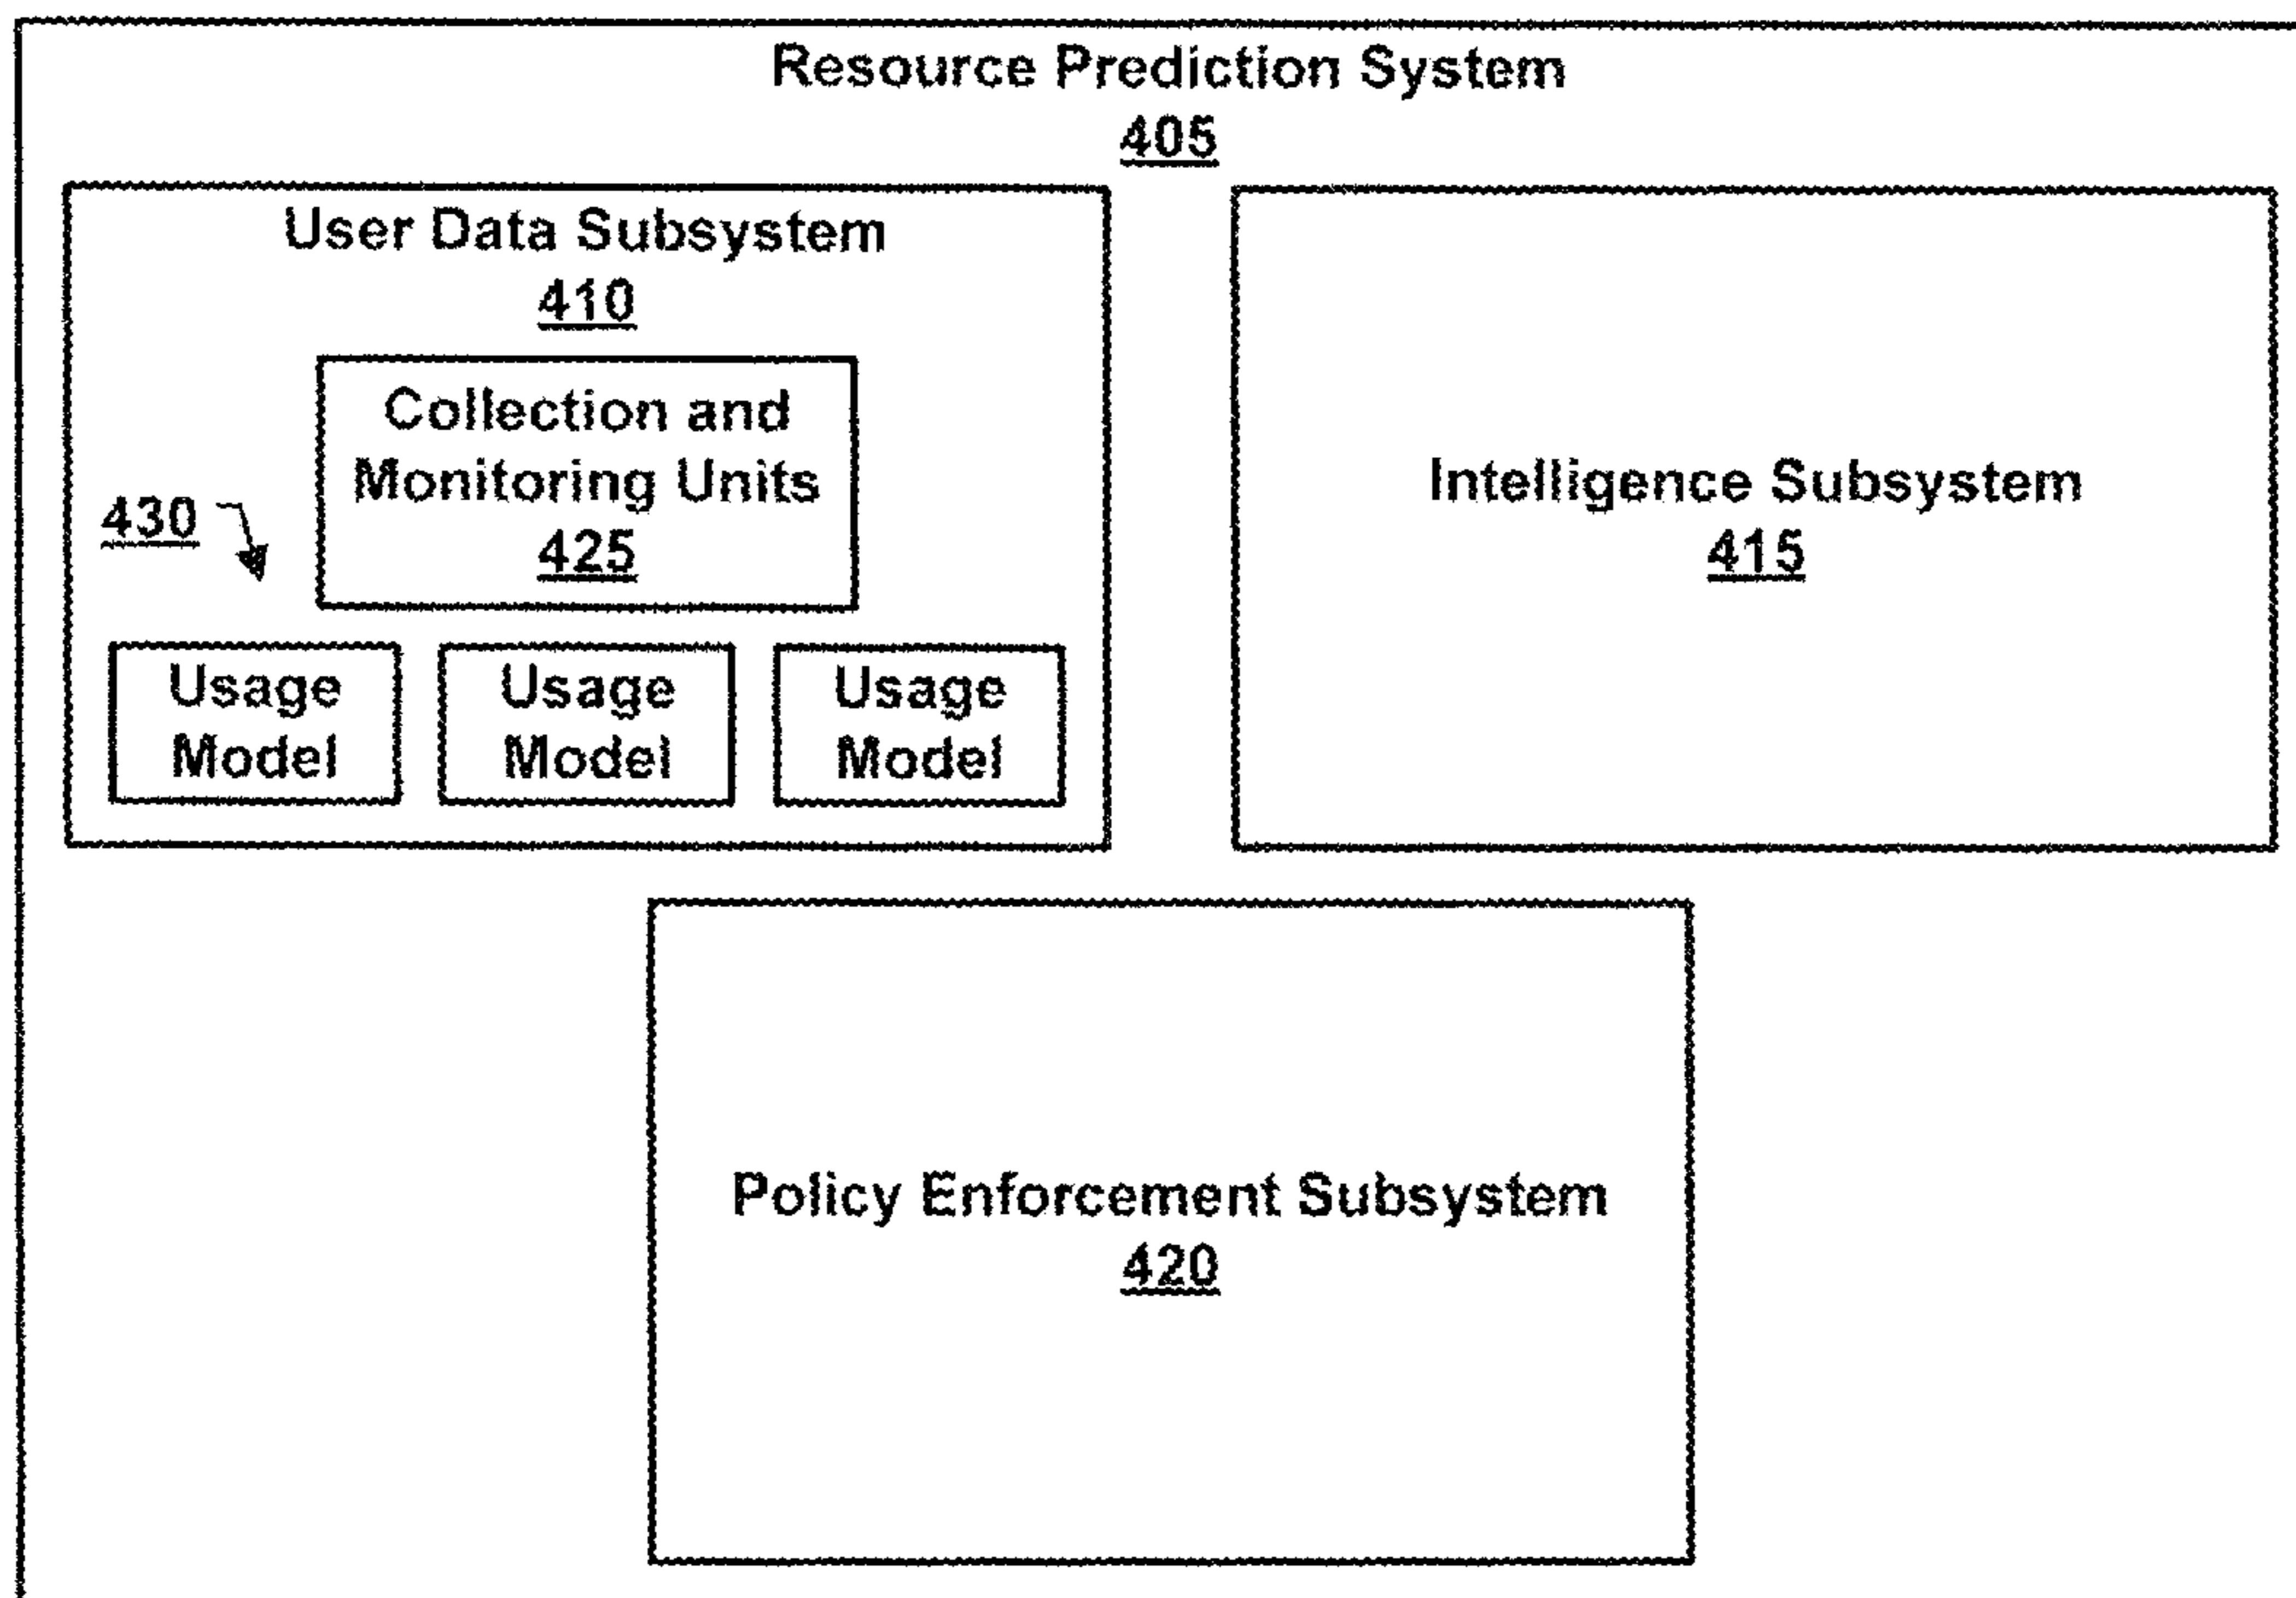 Resource Prediction System
405
User Data Subsystem
410
Collection and
Monitoring Units
425
430
Usage
Model
Usage
Model
Usage
Model
Intelligence Subsystem
415
Policy Enforcement Subsystem
420